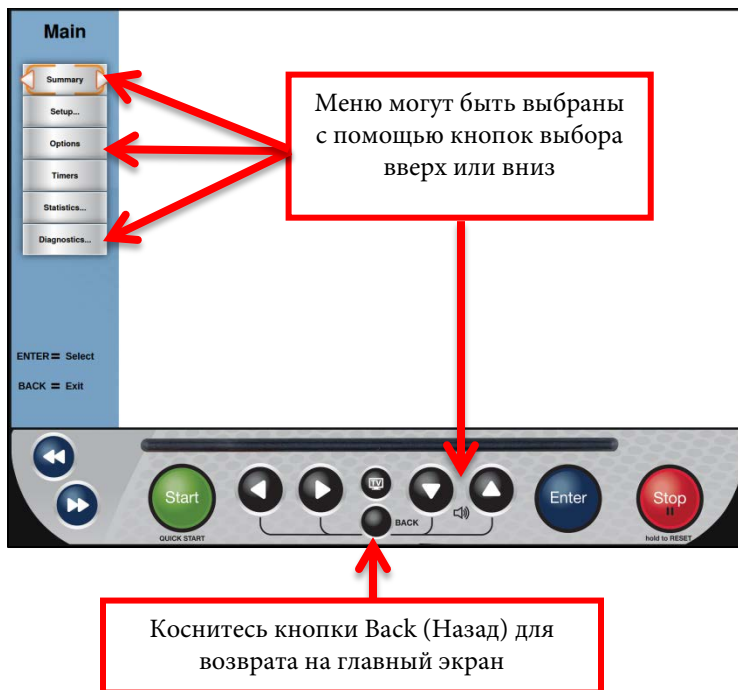 Main
Summary
Setup...
Options
Timers
Statistics...
Diagnostics...
ENTER = Select
BACK = Exit
Меню могут быть выбраны
с помощью кнопок выбора
вверх или вниз
Start
QUICK START
TV
BACK
Enter
Stop
hold to RESET
Коснитесь кнопки Back (Назад) для
возврата на главный экран